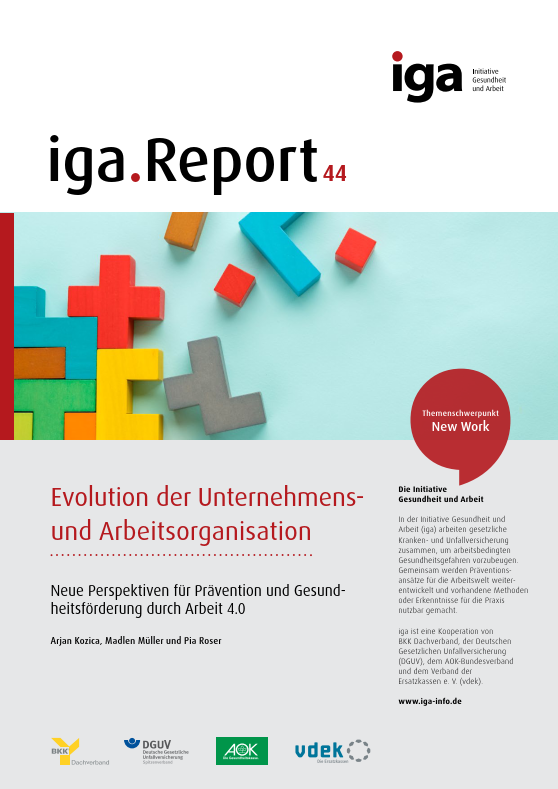 iga
Initiative
Gesundheit
und Arbeit
iga.Report 44
Themenschwerpunkt
New Work
Evolution der Unternehmens-
und Arbeitsorganisation
Neue Perspektiven für Prävention und Gesund-
heitsförderung durch Arbeit 4.0
Arjan Kozica, Madlen Müller und Pia Roser
Die Initiative
Gesundheit und Arbeit
In der Initiative Gesundheit und
Arbeit (iga) arbeiten gesetzliche
Kranken- und Unfallversicherung
zusammen, um arbeitsbedingten
Gesundheitsgefahren vorzubeugen.
Gemeinsam werden Präventions-
ansätze für die Arbeitswelt weiter-
entwickelt und vorhandene Methoden
oder Erkenntnisse für die Praxis
nutzbar gemacht.
iga ist eine Kooperation von
BKK Dachverband, der Deutschen
Gesetzlichen Unfallversicherung
(DGUV), dem AOK-Bundesverband
und dem Verband der
Ersatzkassen e. V. (vdek).
www.iga-info.de
BKK
Dachverband
DGUV
Deutsche Gesetzliche
Unfallversicherung
Spitzenverband
AOK
Die Gesundheitskasse.
vdek
Die Ersatzkassen